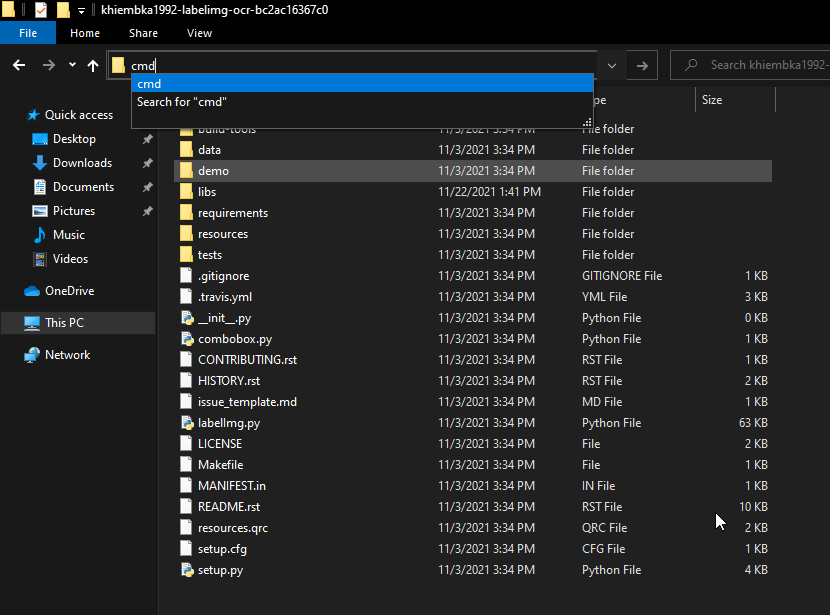 khiembka1992-labelimg-ocr-bc2ac16367c0
File Home Share View
cmd
Search khiembka1992-
cmd
Search for "cmd"
Size
Quick access
Desktop
Downloads
Documents
Pictures
Music
Videos
OneDrive
This PC
Network
build-tools 11/3/2021 3:34 PM File folder
data 11/3/2021 3:34 PM File folder
demo 11/3/2021 3:34 PM File folder
libs 11/22/2021 1:41 PM File folder
requirements 11/3/2021 3:34 PM File folder
resources 11/3/2021 3:34 PM File folder
tests 11/3/2021 3:34 PM File folder
.gitignore 11/3/2021 3:34 PM GITIGNORE File 1 KB
.travis.yml 11/3/2021 3:34 PM YML File 3 KB
__init__.py 11/3/2021 3:34 PM Python File 0 KB
combobox.py 11/3/2021 3:34 PM Python File 1 KB
CONTRIBUTING.rst 11/3/2021 3:34 PM RST File 1 KB
HISTORY.rst 11/3/2021 3:34 PM RST File 2 KB
issue_template.md 11/3/2021 3:34 PM MD File 1 KB
labelImg.py 11/3/2021 3:34 PM Python File 63 KB
LICENSE 11/3/2021 3:34 PM File 2 KB
Makefile 11/3/2021 3:34 PM File 1 KB
MANIFEST.in 11/3/2021 3:34 PM IN File 1 KB
README.rst 11/3/2021 3:34 PM RST File 10 KB
resources.qrc 11/3/2021 3:34 PM QRC File 2 KB
setup.cfg 11/3/2021 3:34 PM CFG File 1 KB
setup.py 11/3/2021 3:34 PM Python File 4 KB